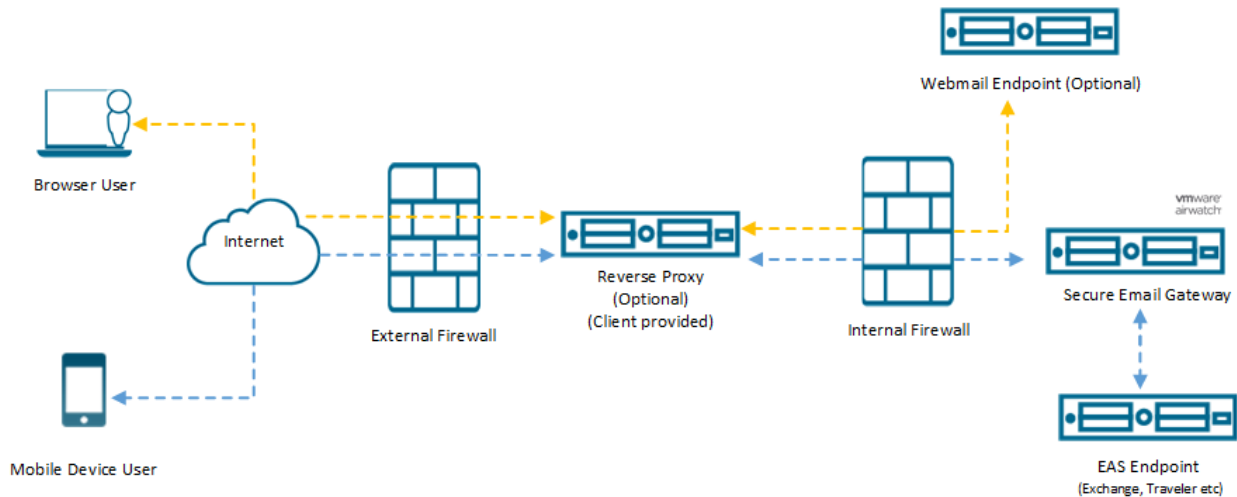 Webmail Endpoint (Optional)
Browser User
vmware
airwatch
Internet
Reverse Proxy
(Optional)
(Client provided)
Secure Email Gateway
External Firewall
Internal Firewall
Mobile Device User
EAS Endpoint
(Exchange, Traveler etc)